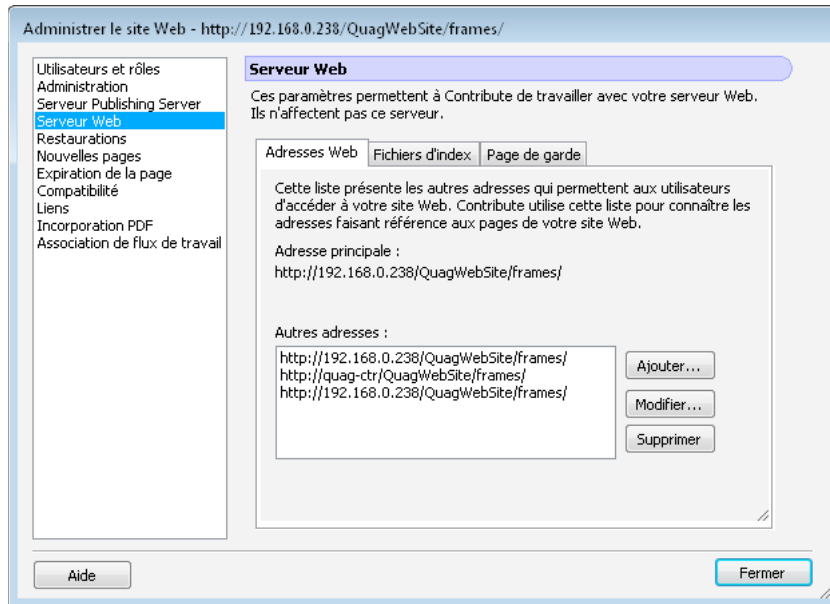 Administrer le site Web - http://192.168.0.238/QuagWebSite/frames/
Utilisateurs et rôles
Administration
Serveur Publishing Server
Serveur Web
Restaurations
Nouvelles pages
Expiration de la page
Compatibilité
Liens
Incorporation PDF
Association de flux de travail
Serveur Web
Ces paramètres permettent à Contribute de travailler avec votre serveur Web.
Ils n'affectent pas ce serveur.
Adresses Web Fichiers d'index Page de garde
Cette liste présente les autres adresses qui permettent aux utilisateurs
d'accéder à votre site Web. Contribute utilise cette liste pour connaître les
adresses faisant référence aux pages de votre site Web.
Adresse principale :
http://192.168.0.238/QuagWebSite/frames/
Autres adresses :
http://192.168.0.238/QuagWebSite/frames/
http://quag-ctr/QuagWebSite/frames/
http://192.168.0.238/QuagWebSite/frames/
Ajouter...
Modifier...
Supprimer
Aide
Fermer